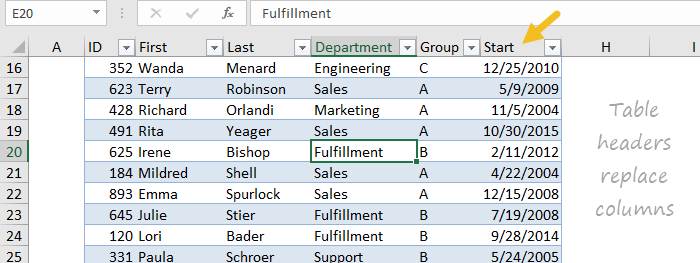 E20 fx Fulfillment
A ID First Last Department Group Start H I
16 352 Wanda Menard Engineering C 12/25/2010
17 623 Terry Robinson Sales A 5/9/2009
18 428 Richard Orlandi Marketing A 11/5/2004
19 491 Rita Yeager Sales A 10/30/2015
20 625 Irene Bishop Fulfillment B 2/11/2012
21 184 Mildred Shell Sales A 4/22/2004
22 893 Emma Spurlock Sales A 12/15/2008
23 645 Julie Stier Fulfillment B 7/19/2008
24 120 Lori Bader Fulfillment B 9/28/2014
25 331 Paula Schroer Support B 5/24/2005
Table
headers
replace
columns